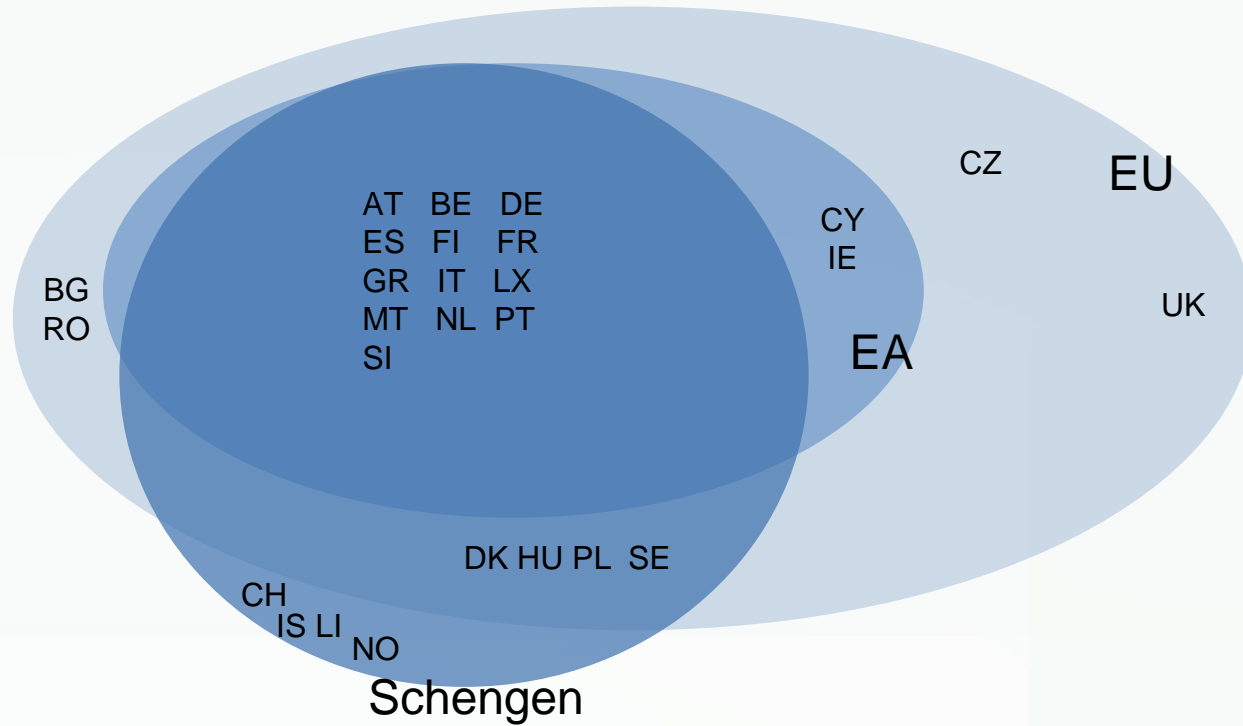 CZ
EU
AT BE DE
CY
ES FI FR
IE
GR IT LX
BG
UK
MT NL PT
RO
EA
SI
DK HU PL SE
CH
IS LI
NO
Schengen